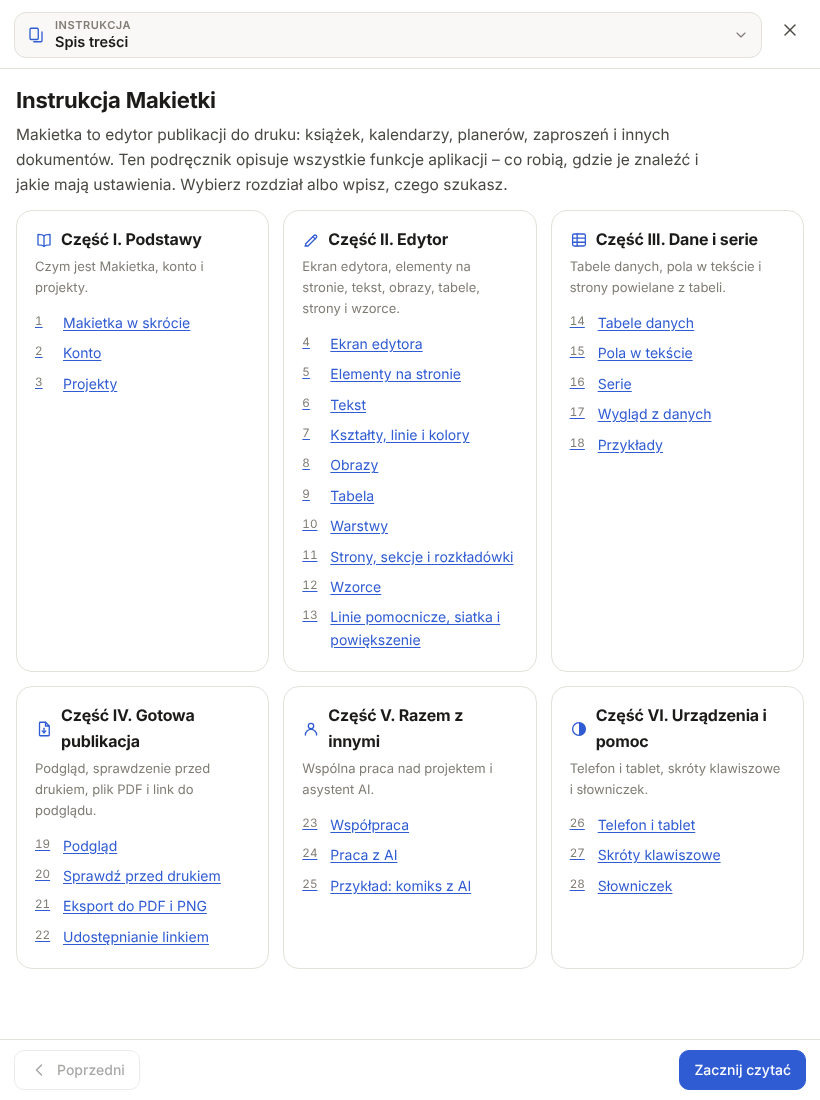 INSTRUKCJA
Spis treści
Instrukcja Makietki
Makietka to edytor publikacji do druku: książek, kalendarzy, planerów, zaproszeń i innych
dokumentów. Ten podręcznik opisuje wszystkie funkcje aplikacji – co robią, gdzie je znaleźć i
jakie mają ustawienia. Wybierz rozdział albo wpisz, czego szukasz.
Część I. Podstawy
Czym jest Makietka, konto i
projekty.
1 Makietka w skrócie
2 Konto
3 Projekty
Część II. Edytor
Ekran edytora, elementy na
stronie, tekst, obrazy, tabele,
strony i wzorce.
4 Ekran edytora
5 Elementy na stronie
6 Tekst
7 Kształty, linie i kolory
8 Obrazy
9 Tabela
10 Warstwy
11 Strony, sekcje i rozkładówki
12 Wzorce
13 Linie pomocnicze, siatka i
powiększenie
Część III. Dane i serie
Tabele danych, pola w tekście i
strony powielane z tabeli.
14 Tabele danych
15 Pola w tekście
16 Serie
17 Wygląd z danych
18 Przykłady
Część IV. Gotowa
publikacja
Podgląd, sprawdzenie przed
drukiem, plik PDF i link do
podglądu.
19 Podgląd
20 Sprawdź przed drukiem
21 Eksport do PDF i PNG
22 Udostępnianie linkiem
Część V. Razem z
innymi
Wspólna praca nad projektem i
asystent AI.
23 Współpraca
24 Praca z AI
25 Przykład: komiks z AI
Część VI. Urządzenia i
pomoc
Telefon i tablet, skróty klawiszowe
i słowniczek.
26 Telefon i tablet
27 Skróty klawiszowe
28 Słowniczek
Poprzedni
Zacznij czytać